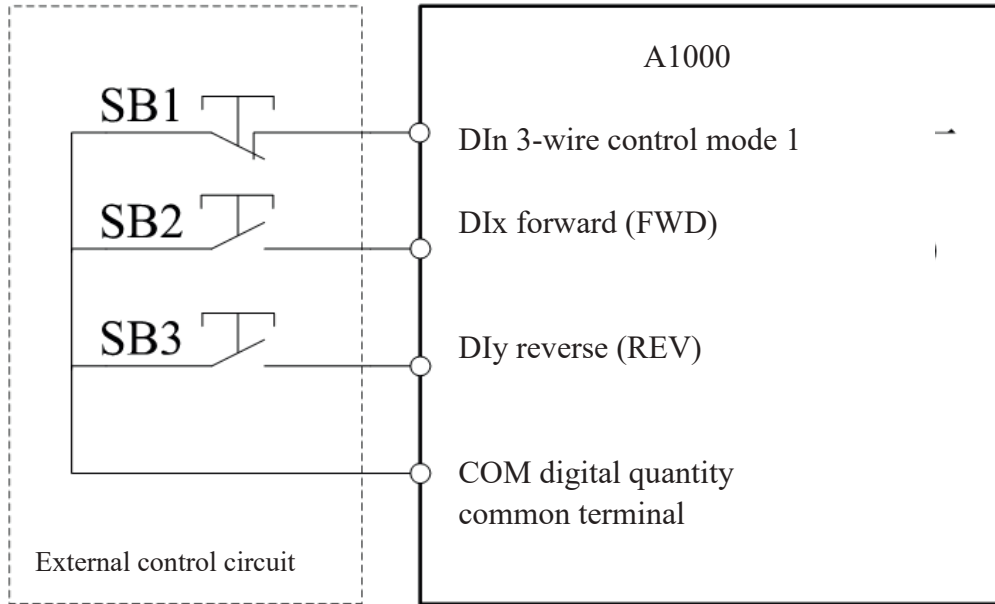 A1000
SB1
DIn 3-wire control mode 1
SB2
DIx forward (FWD)
SB3
DIy reverse (REV)
COM digital quantity
common terminal
External control circuit